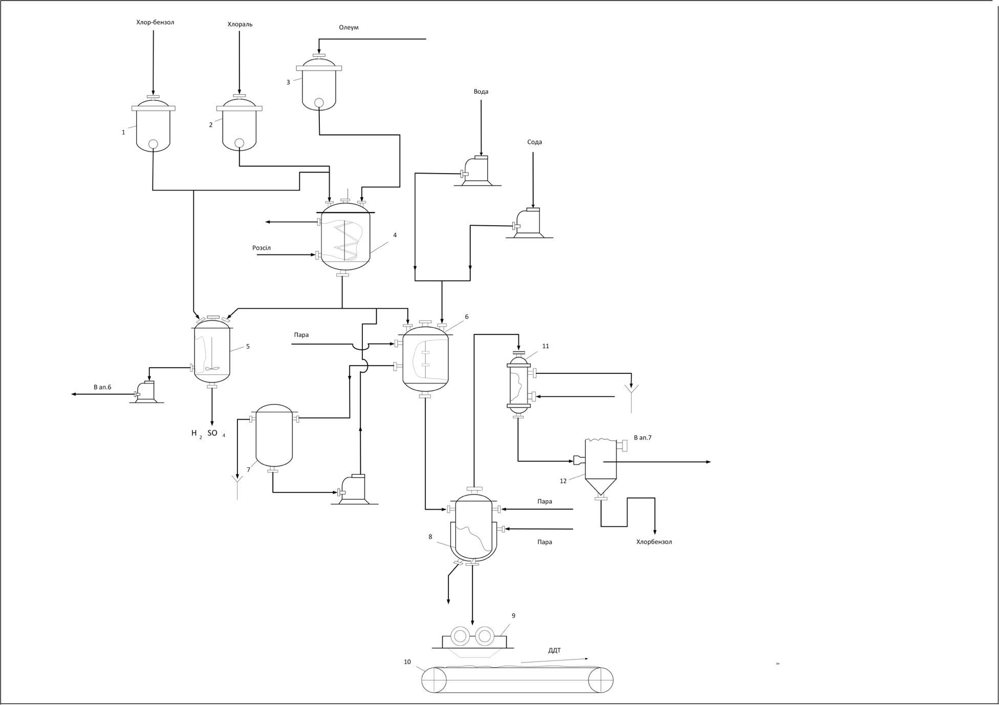 Хлор-бензол
Хлораль
Олеум
3
Вода
2
1
Сода
4
Розсіл
6
Пара
5
11
В ап.6
H 2 SO 4
В ап.7
7
12
Пара
8
Пара
Хлорбензол
9
ДДТ
10